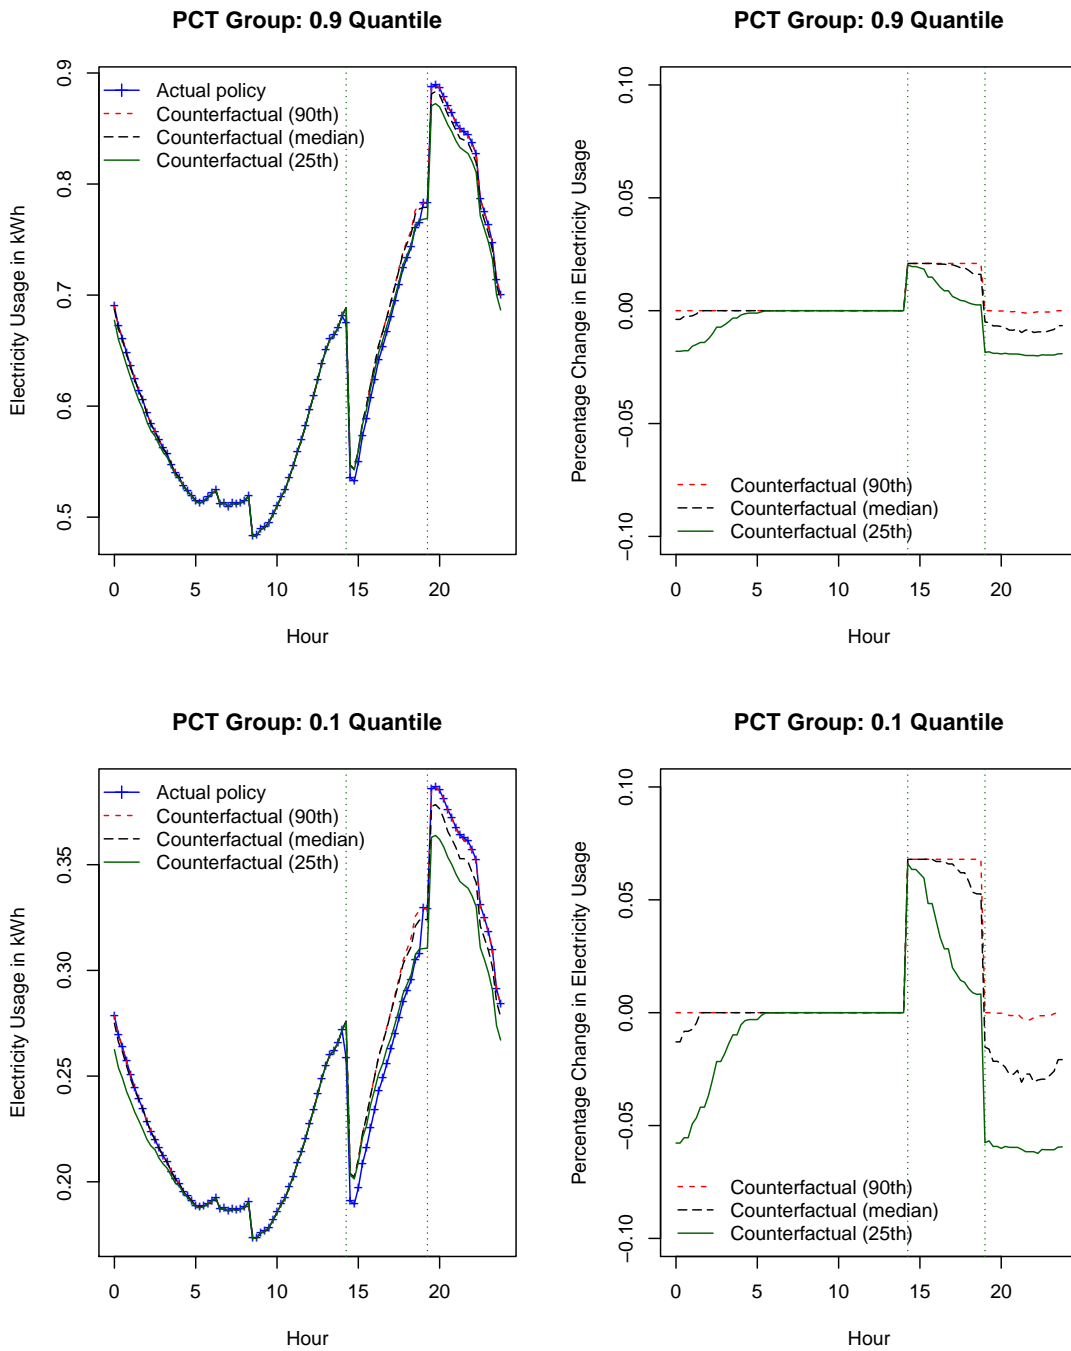 PCT Group: 0.9 Quantile
Electricity Usage in kWh
0.9
0.8
0.7
0.6
0.5
Actual policy
Counterfactual (90th)
Counterfactual (median)
Counterfactual (25th)
0 5 10 15 20
Hour
PCT Group: 0.9 Quantile
Percentage Change in Electricity Usage
0.10
0.05
0.00
−0.05
−0.10
Counterfactual (90th)
Counterfactual (median)
Counterfactual (25th)
0 5 10 15 20
Hour
PCT Group: 0.1 Quantile
Electricity Usage in kWh
0.35
0.30
0.25
0.20
Actual policy
Counterfactual (90th)
Counterfactual (median)
Counterfactual (25th)
0 5 10 15 20
Hour
PCT Group: 0.1 Quantile
Percentage Change in Electricity Usage
0.10
0.05
0.00
−0.05
−0.10
Counterfactual (90th)
Counterfactual (median)
Counterfactual (25th)
0 5 10 15 20
Hour